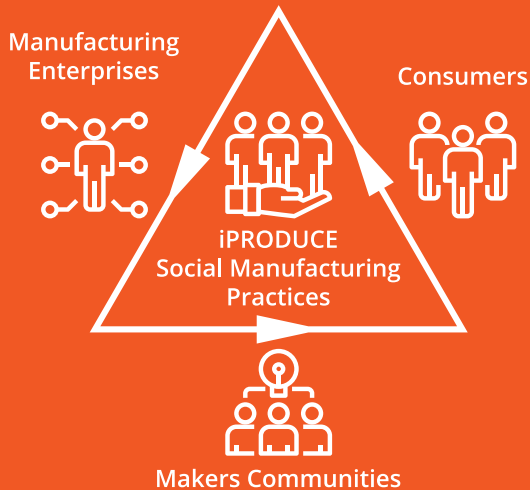 Manufacturing
Enterprises
Consumers
iPRODUCE
Social Manufacturing
Practices
Makers Communities